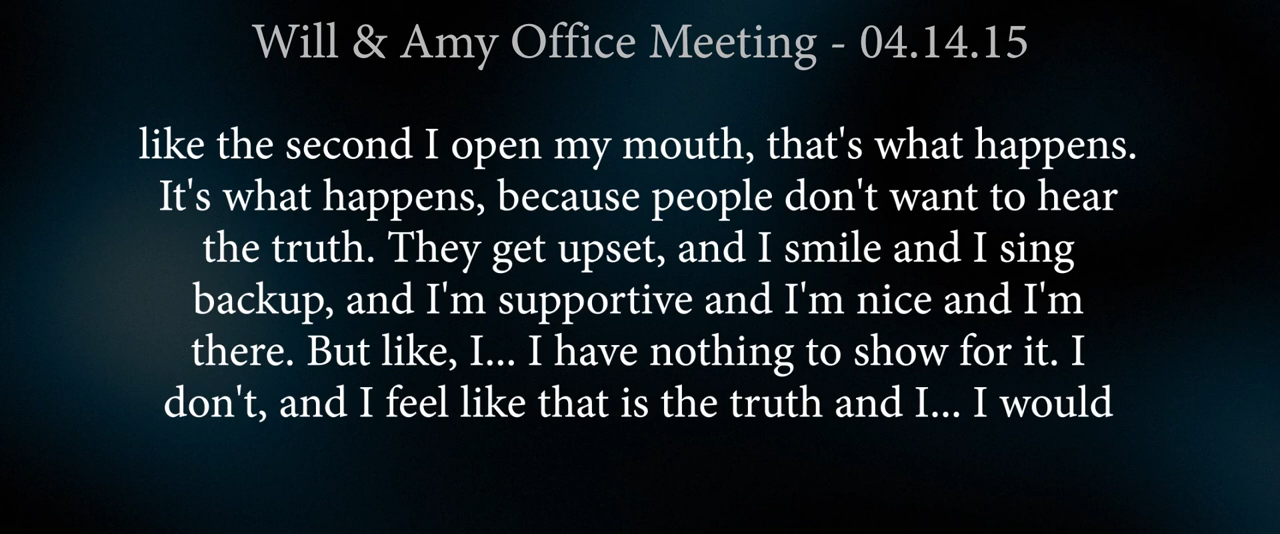 Will & Amy Office Meeting - 04.14.15
like the second I open my mouth, that's what happens.
It's what happens, because people don't want to hear
the truth. They get upset, and I smile and I sing
backup, and I'm supportive and I'm nice and I'm
there. But like, I... I have nothing to show for it. I
don't, and I feel like that is the truth and I... I would